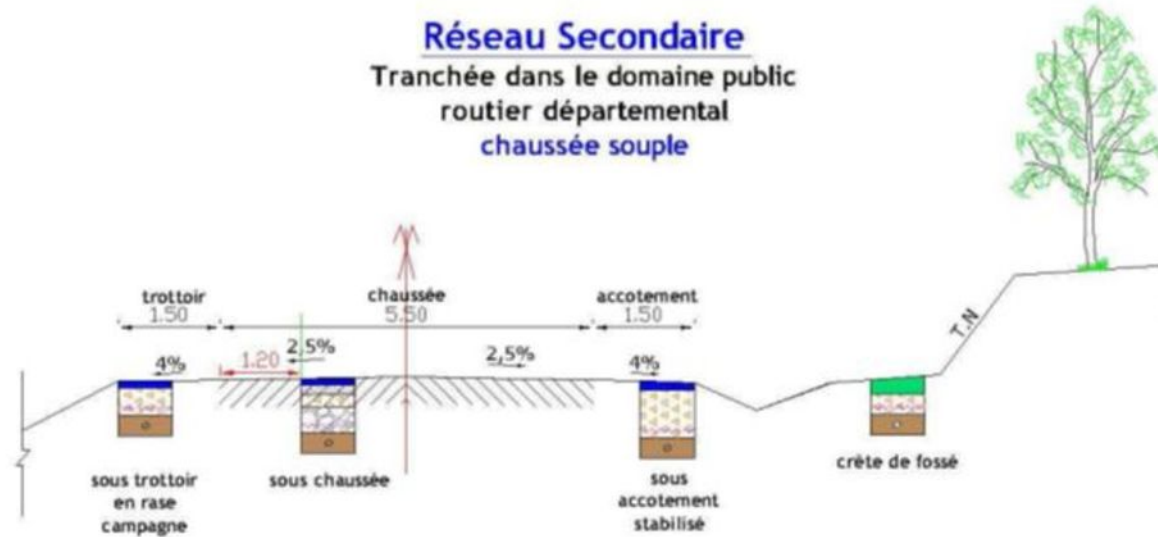 Réseau Secondaire
Tranchée dans le domaine public
routier départemental
chaussée souple
trottoir
chaussée
accotement
1.50
5.50
1.50
T.N
4%
1.20
2,5%
2,5%
4%
sous trottoir
en rase
campagne
sous chaussée
sous
accotement
stabilisé
crête de fossé